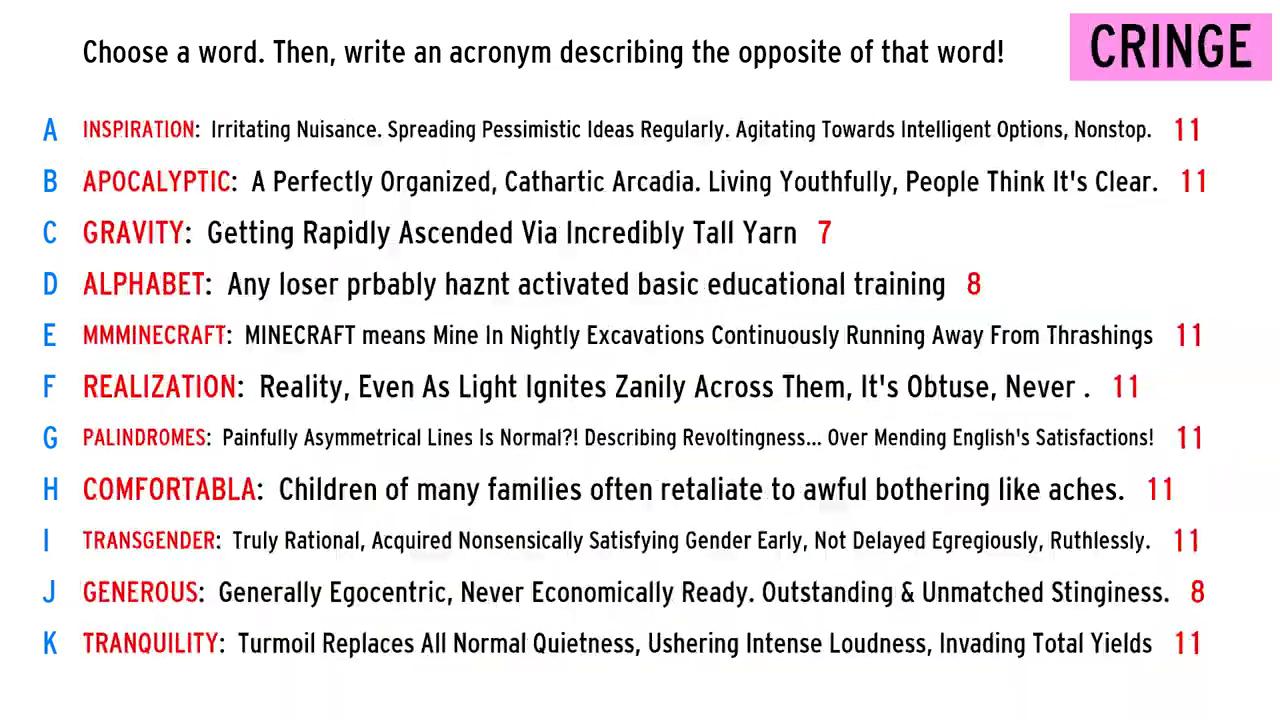 Choose a word. Then, write an acronym describing the opposite of that word! CRINGE
A INSPIRATION: Irritating Nuisance. Spreading Pessimistic Ideas Regularly. Agitating Towards Intelligent Options, Nonstop. 11
B APOCALYPTIC: A Perfectly Organized, Cathartic Arcadia. Living Youthfully, People Think It's Clear. 11
C GRAVITY: Getting Rapidly Ascended Via Incredibly Tall Yarn 7
D ALPHABET: Any loser prbably haznt activated basic educational training 8
E MMMINECRAFT: MINECRAFT means Mine In Nightly Excavations Continuously Running Away From Thrashings 11
F REALIZATION: Reality, Even As Light Ignites Zanily Across Them, It's Obtuse, Never . 11
G PALINDROMES: Painfully Asymmetrical Lines Is Normal?! Describing Revoltingness... Over Mending English's Satisfactions! 11
H COMFORTABLA: Children of many families often retaliate to awful bothering like aches. 11
I TRANSGENDER: Truly Rational, Acquired Nonsensically Satisfying Gender Early, Not Delayed Egregiously, Ruthlessly. 11
J GENEROUS: Generally Egocentric, Never Economically Ready. Outstanding & Unmatched Stinginess. 8
K TRANQUILITY: Turmoil Replaces All Normal Quietness, Ushering Intense Loudness, Invading Total Yields 11